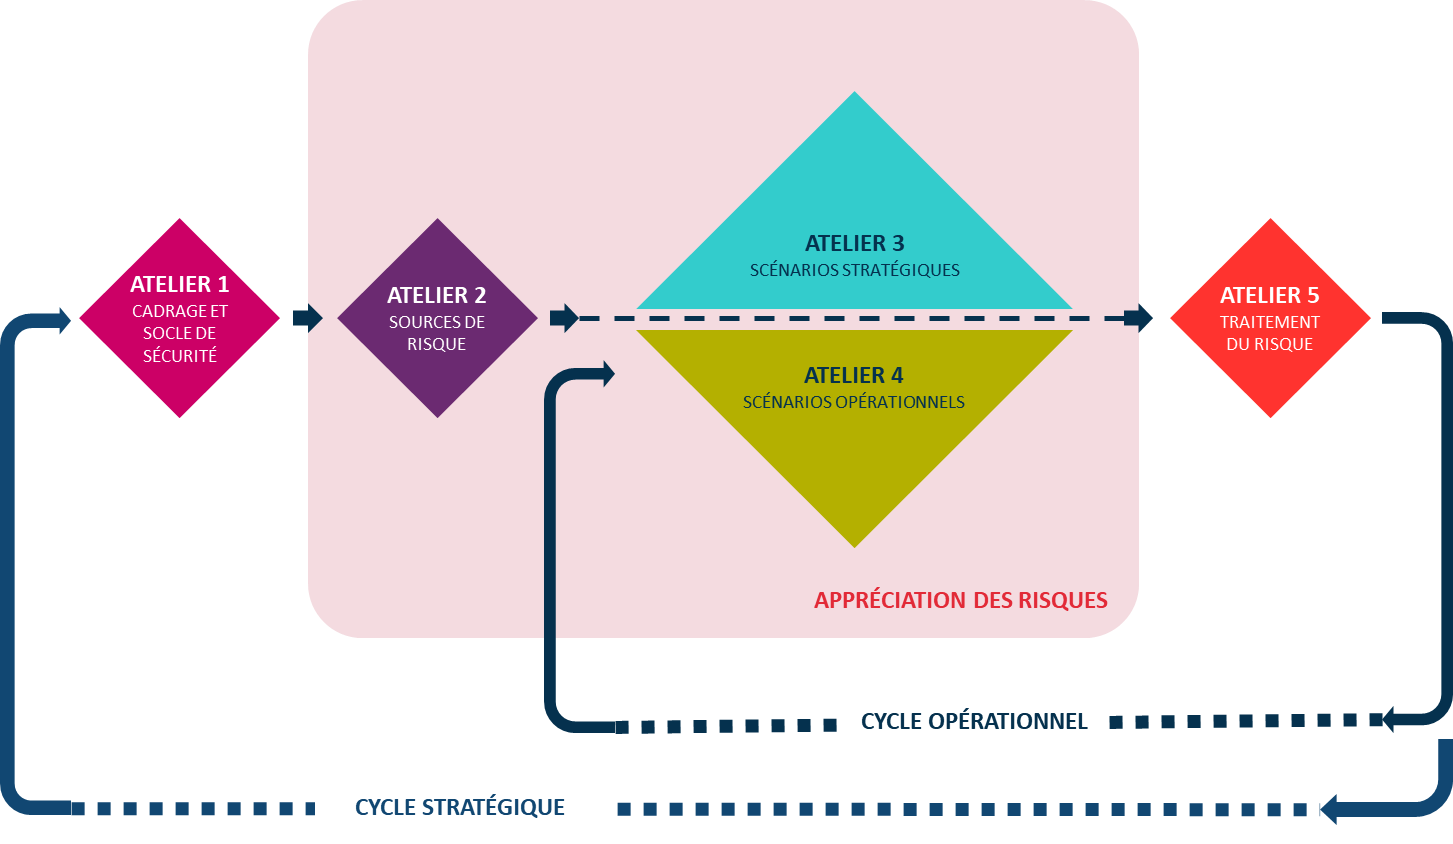 ATELIER 1
CADRAGE ET
SOCLE DE
SÉCURITÉ
ATELIER 2
SOURCES DE
RISQUE
ATELIER 3
SCÉNARIOS STRATÉGIQUES
ATELIER 4
SCÉNARIOS OPÉRATIONNELS
ATELIER 5
TRAITEMENT
DU RISQUE
APPRÉCIATION DES RISQUES
CYCLE OPÉRATIONNEL
CYCLE STRATÉGIQUE